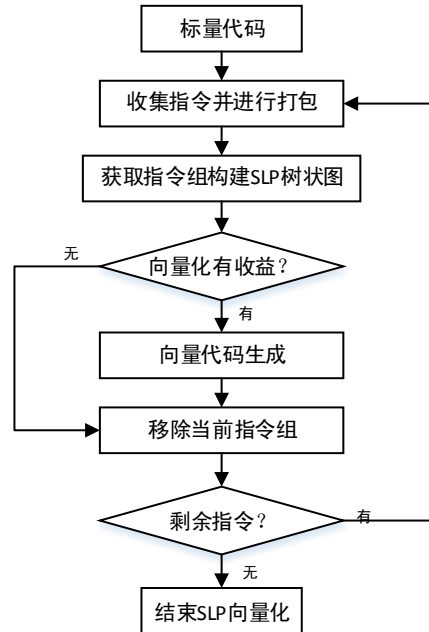 标量代码
收集指令并进行打包
获取指令组构建SLP树状图
无
向量化有收益？
有
向量代码生成
移除当前指令组
剩余指令？
有
无
结束SLP向量化